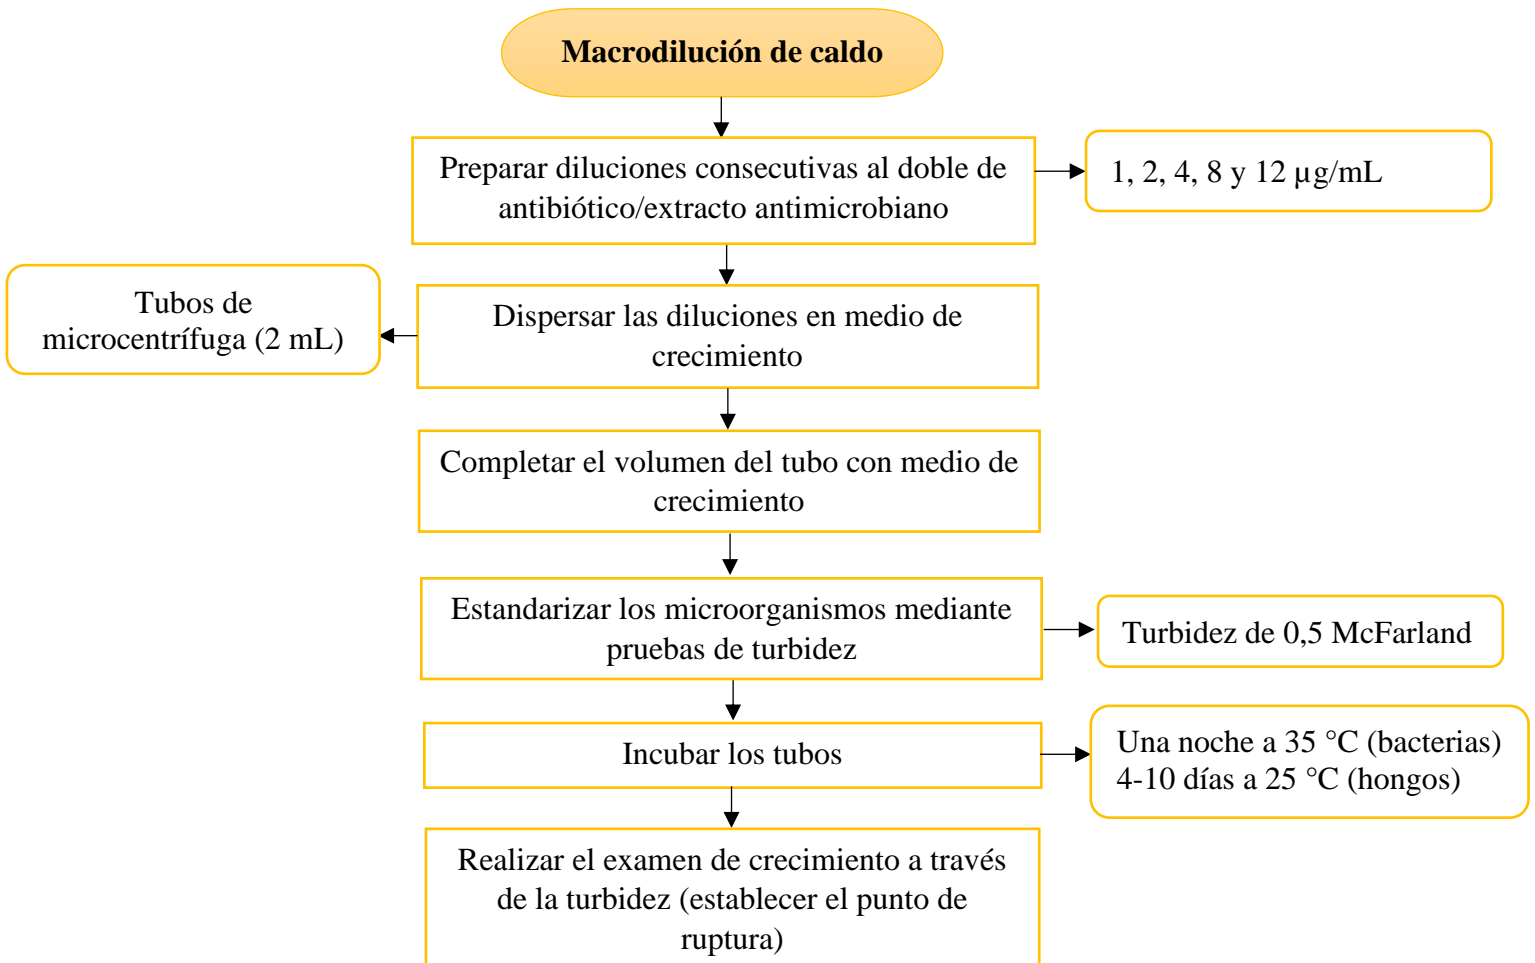 Macrodilución de caldo
Preparar diluciones consecutivas al doble de
antibiótico/extracto antimicrobiano
1, 2, 4, 8 y 12 µg/mL
Tubos de
microcentrífuga (2 mL)
Dispersar las diluciones en medio de
crecimiento
Completar el volumen del tubo con medio de
crecimiento
Estandarizar los microorganismos mediante
pruebas de turbidez
Turbidez de 0,5 McFarland
Incubar los tubos
Una noche a 35 °C (bacterias)
4-10 días a 25 °C (hongos)
Realizar el examen de crecimiento a través
de la turbidez (establecer el punto de
ruptura)